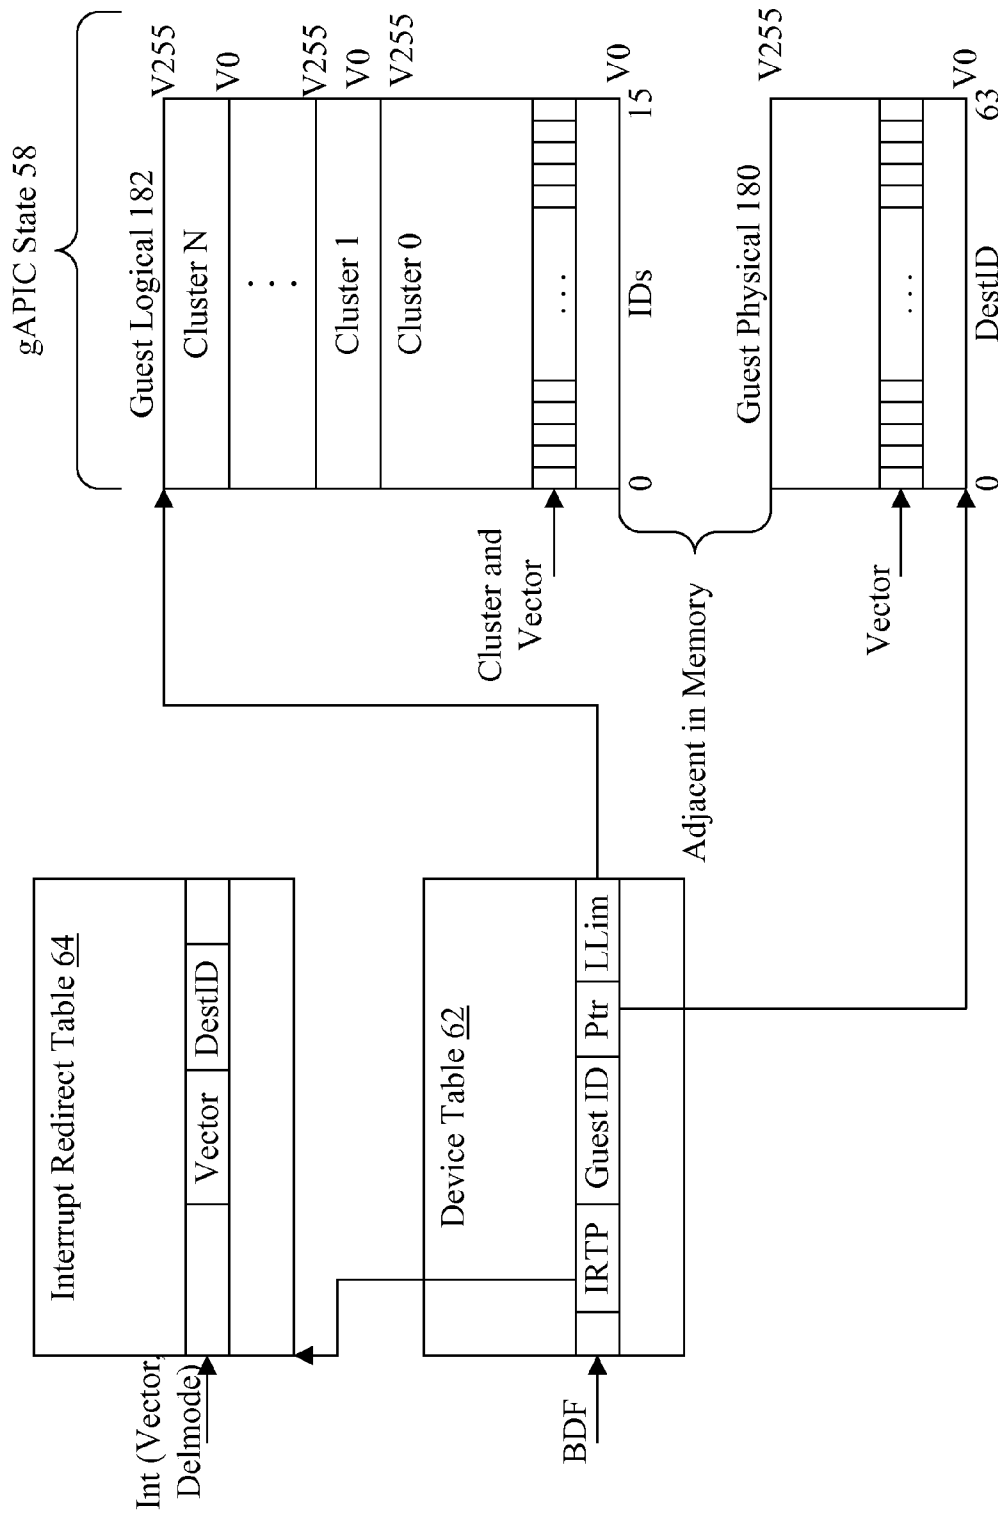 gAPIC State 58
Int (Vector,
Delmode)
Interrupt Redirect Table 64
Vector
DestID
BDF
Device Table 62
IRTP
Guest ID
Ptr
LLim
Guest Logical 182
V255
Cluster N
V0
. . .
V255
Cluster 1
V0
V255
Cluster 0
Cluster and
Vector
. . .
V0
0
IDs
15
Adjacent in Memory
Guest Physical 180
V255
Vector
. . .
V0
0
DestID
63